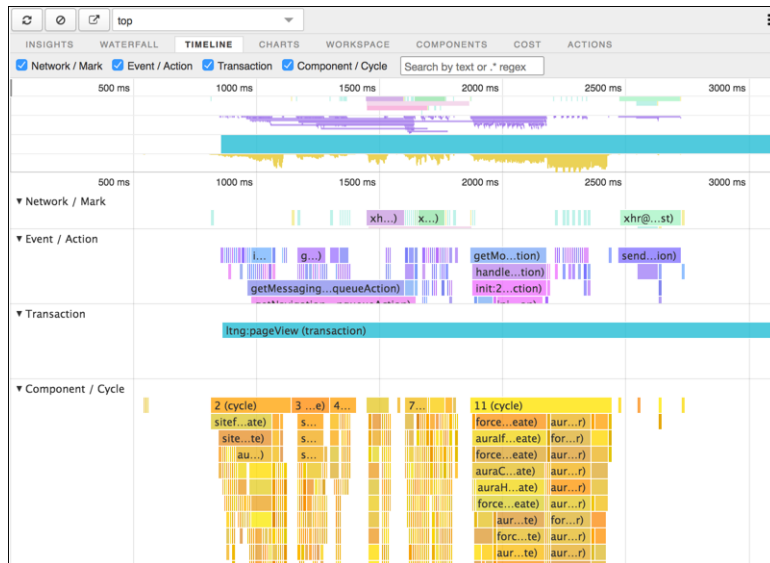 top
INSIGHTS WATERFALL TIMELINE CHARTS WORKSPACE COMPONENTS COST ACTIONS
Network / Mark Event / Action Transaction Component / Cycle Search by text or .* regex
500 ms 1000 ms 1500 ms 2000 ms 2500 ms 3000 ms
500 ms 1000 ms 1500 ms 2000 ms 2500 ms 3000 ms
▼ Network / Mark
xh...) x...) xhr@...st)
▼ Event / Action
i... g...) getMo...tion) send...ion)
handle...tion)
getMessaging...queueAction) init:2...ction)
▼ Transaction
ltng:pageView (transaction)
▼ Component / Cycle
2 (cycle) 3 ...e) 4... 7... 11 (cycle)
sitef...ate) s... force...eate) aur...r)
site...te) s... auraIf...eate) for...r)
au...) s... force...eate) aur...r)
auraC...ate) aur...r)
auraH...ate) aur...r)
force...eate) aur...r)
aur...te) for...r)
forc...te) aur...r)
aur...te) aur...r)